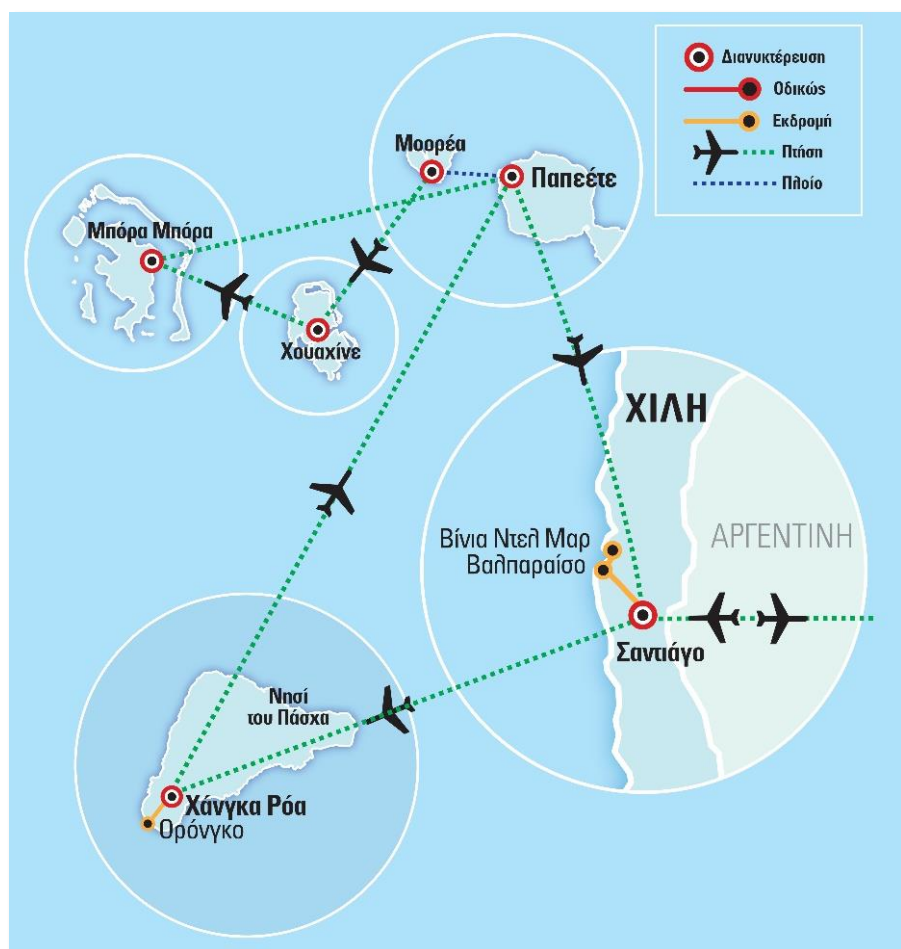 Διανυκτέρευση
Οδικώς
Εκδρομή
Πτήση
Πλοίο
Μοορέα
Παπεέτε
Μπόρα Μπόρα
Χουαχίνε
ΧΙΛΗ
ΑΡΓΕΝΤΙΝΗ
Βίνια Ντελ Μαρ
Βαλπαραίσο
Σαντιάγο
Νησί
του Πάσχα
Χάνγκα Ρόα
Ορόνγκο